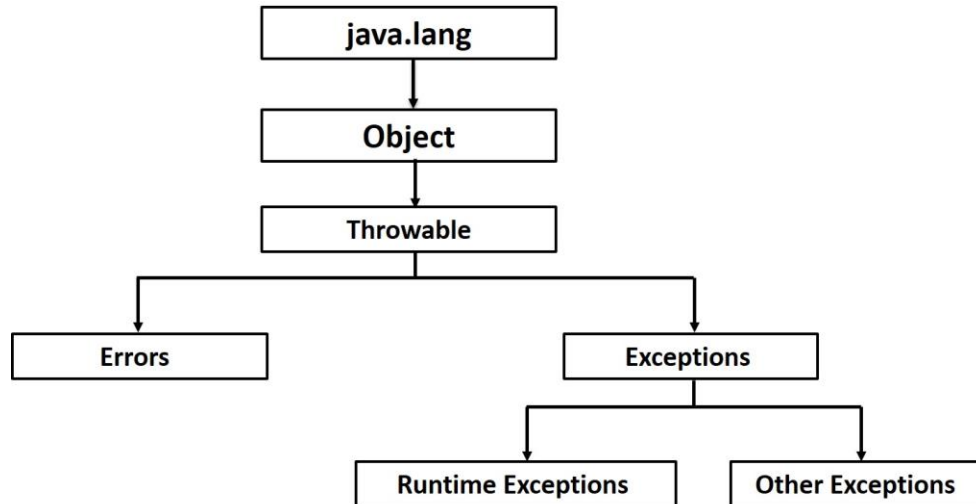 java.lang
Object
Throwable
Errors
Exceptions
Runtime Exceptions
Other Exceptions